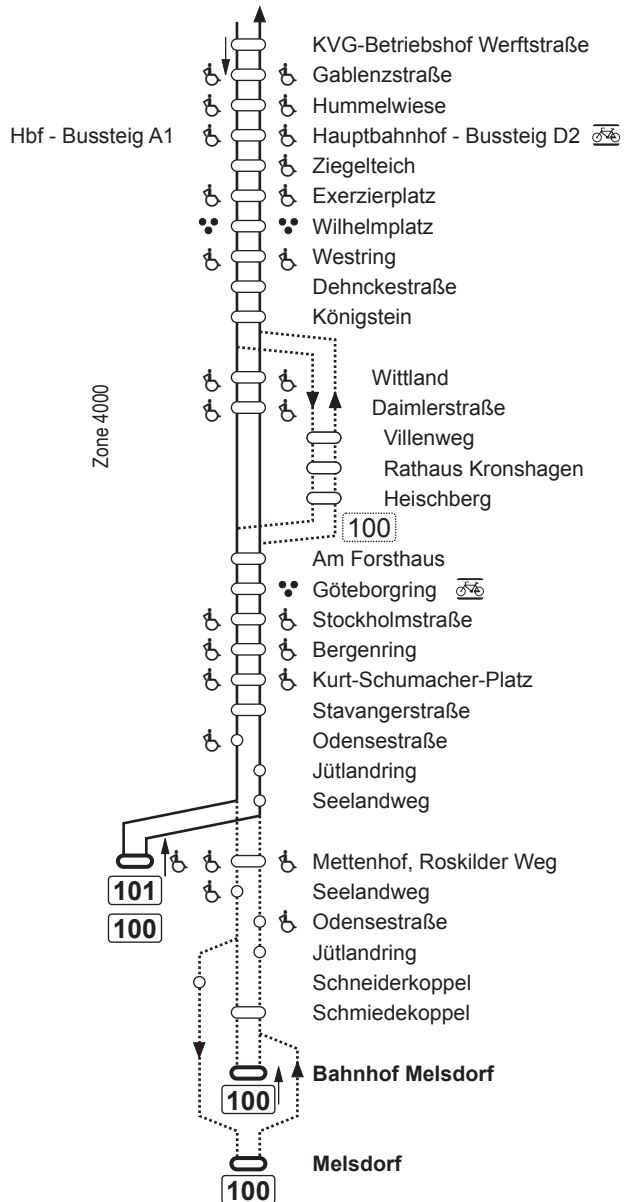 KVG-Betriebshof Werftstraße
Gablenzstraße
Hummelwiese
Hbf - Bussteig A1 Hauptbahnhof - Bussteig D2
Ziegelteich
Exerzierplatz
Wilhelmplatz
Westring
Dehnckestraße
Königstein
Wittland
Zone 4000
Daimlerstraße
Villenweg
Rathaus Kronshagen
Heischberg
100
Am Forsthaus
Göteborgring
Stockholmstraße
Bergenring
Kurt-Schumacher-Platz
Stavangerstraße
Odensestraße
Jütlandring
Seelandweg
Mettenhof, Roskilder Weg
101 Seelandweg
100 Odensestraße
Jütlandring
Schneiderkoppel
Schmiedekoppel
Bahnhof Melsdorf
100
Melsdorf
100